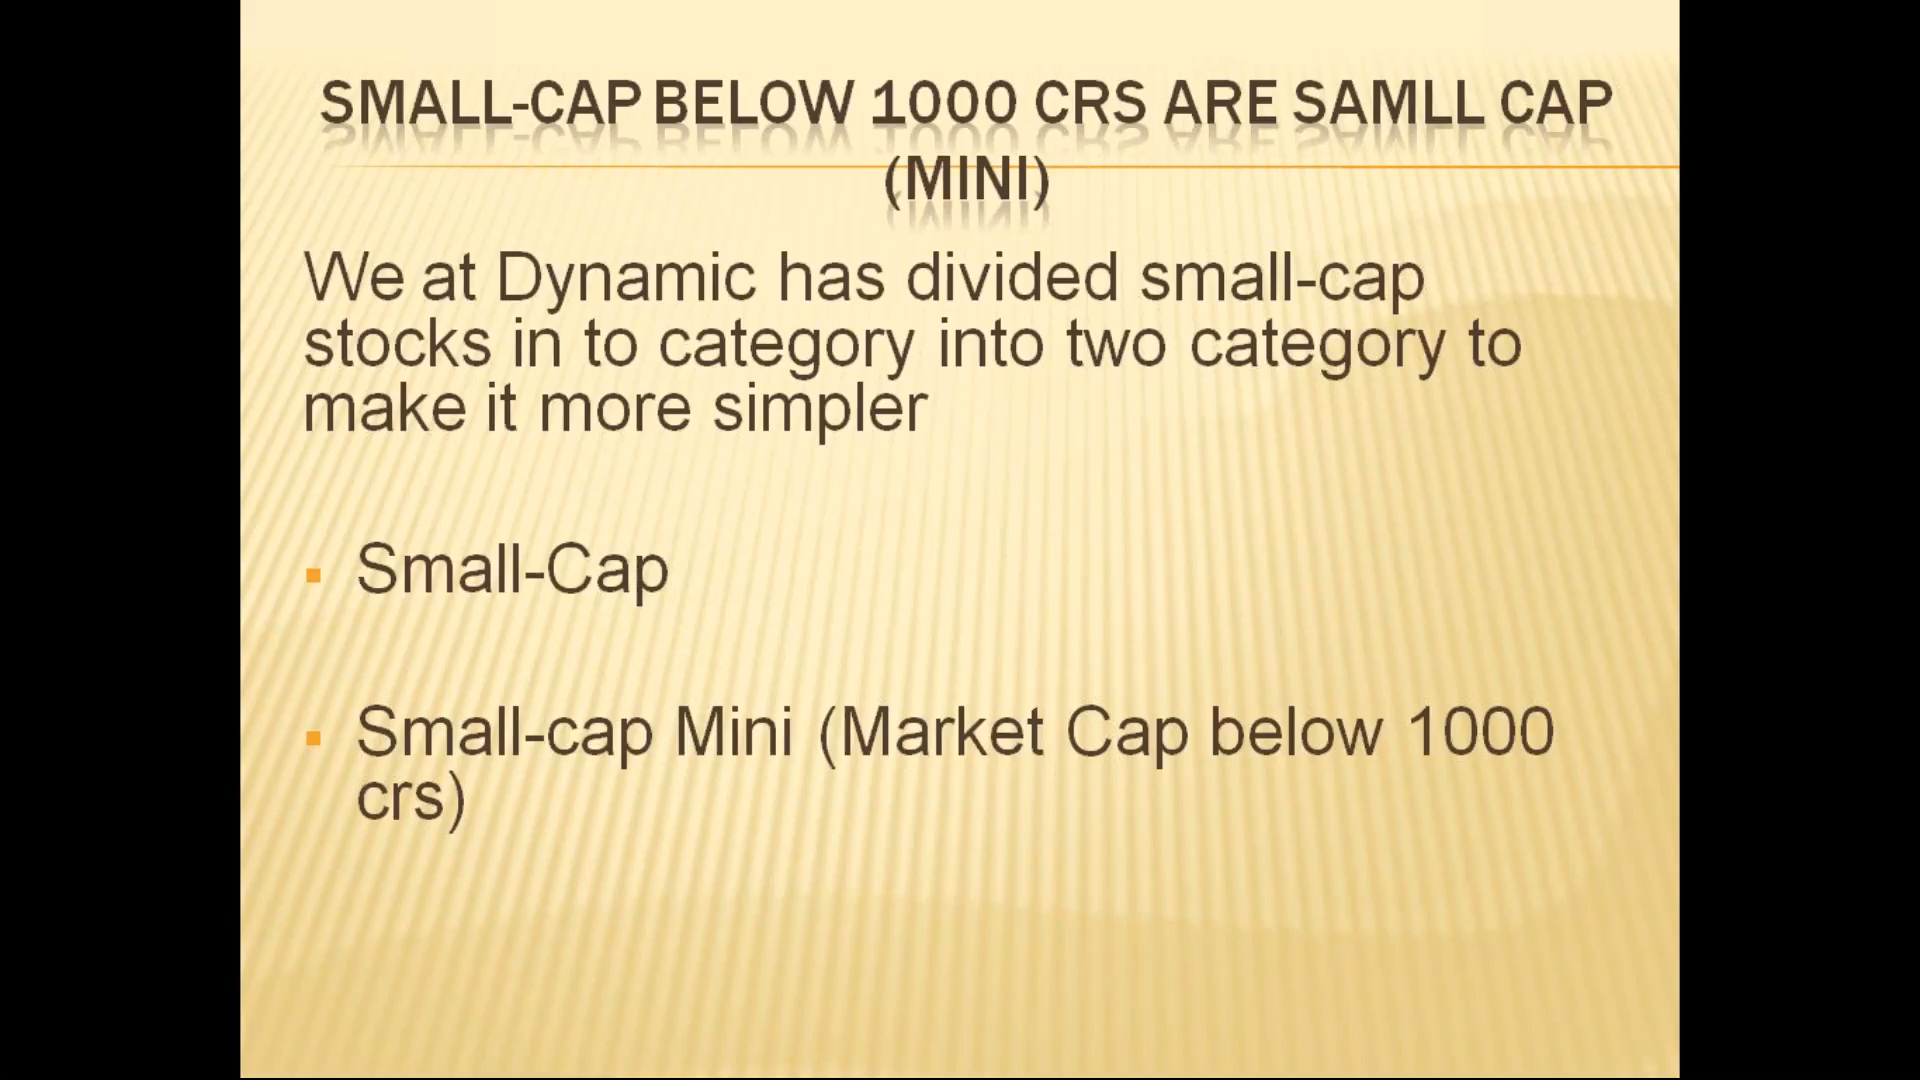 SMALL-CAP BELOW 1000 CRS ARE SAMLL CAP
(MINI)
We at Dynamic has divided small-cap
stocks in to category into two category to
make it more simpler
▪ Small-Cap
▪ Small-cap Mini (Market Cap below 1000
crs)